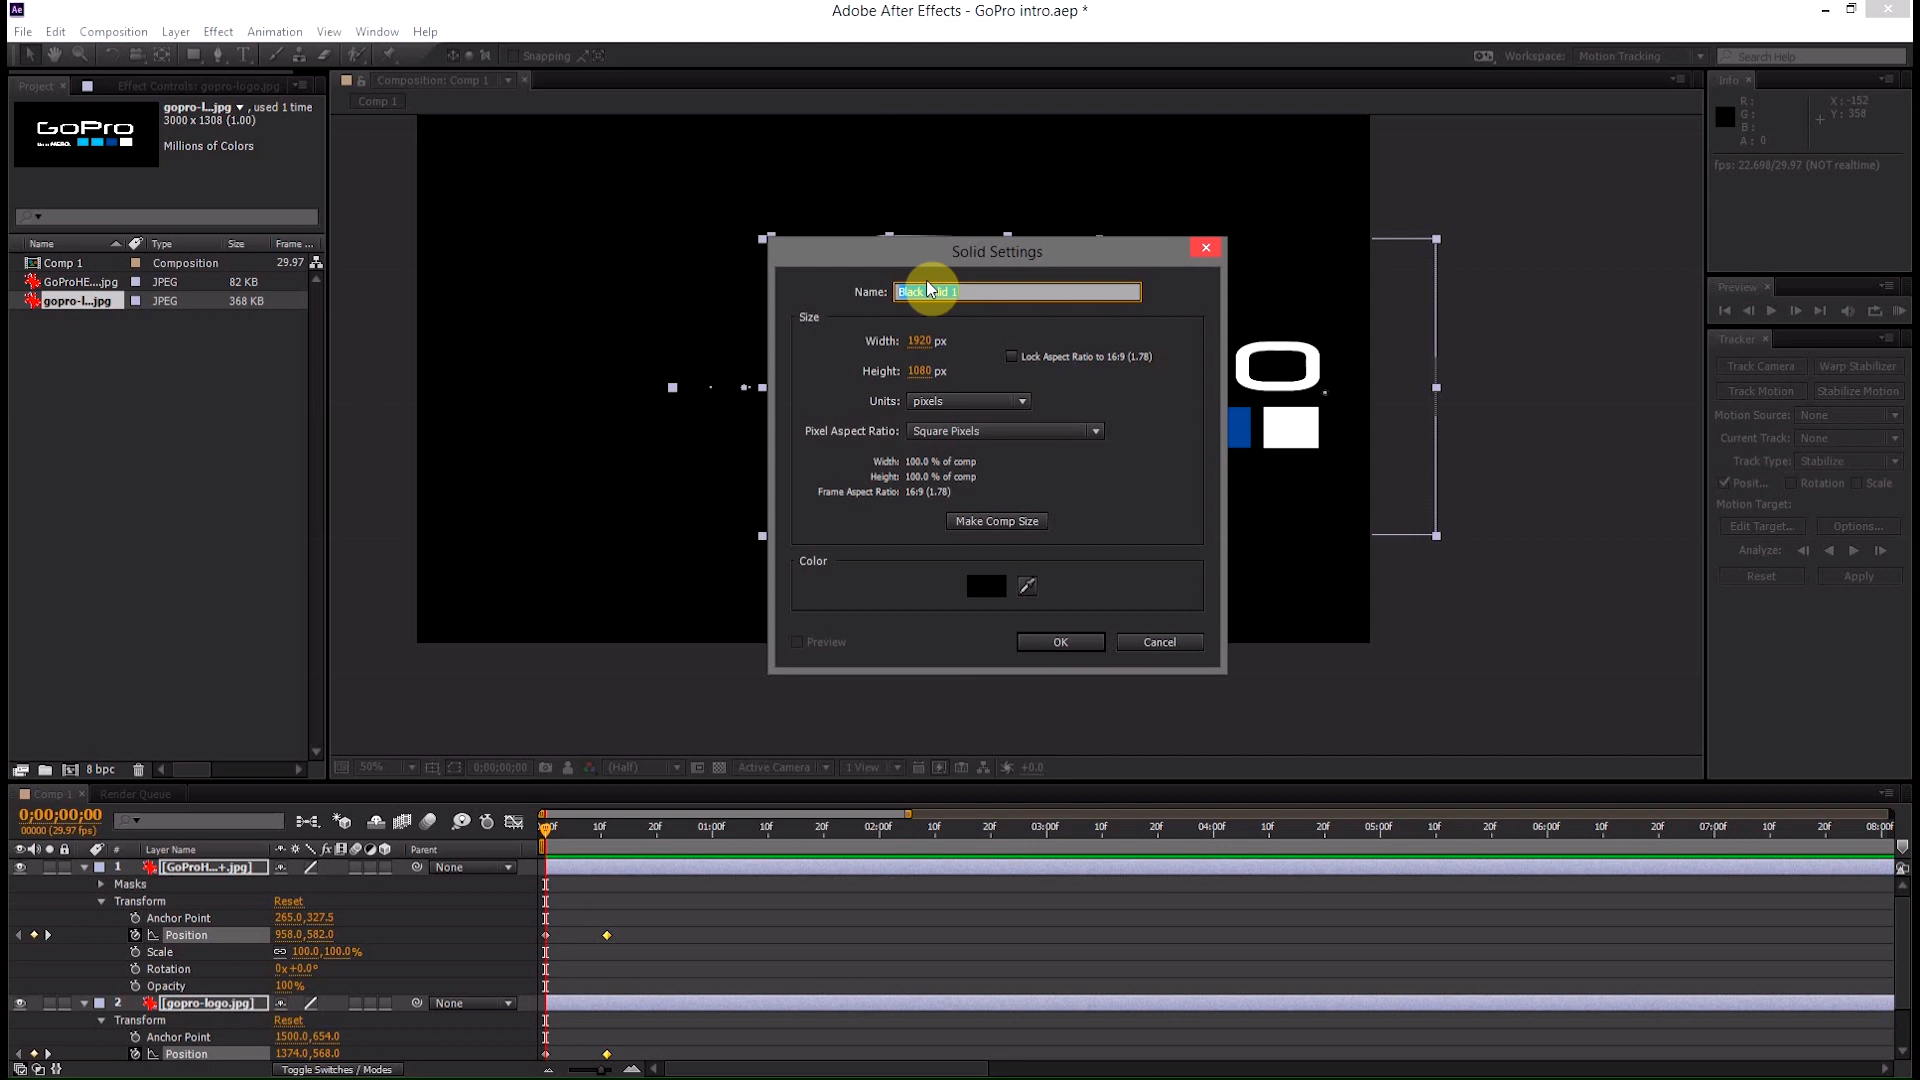 Ae
Adobe After Effects - GoPro intro.aep *
File Edit Composition Layer Effect Animation View Window Help
Snapping
Workspace: Motion Tracking
Search Help
Project × Effect Controls: gopro-logo.jpg
Composition: Comp 1 ×
Info ×
Comp 1
GoPro
gopro-l...jpg , used 1 time
3000 x 1308 (1.00)
Millions of Colors
R: X: -152
G: Y: 358
B:
A: 0
fps: 22.698/29.97 (NOT realtime)
Name Type Size Frame ...
Comp 1 Composition 29.97
GoProHE....jpg JPEG 82 KB
gopro-l...jpg JPEG 368 KB
Solid Settings
Name:
Size
Width: 1920 px
Lock Aspect Ratio to 16:9 (1.78)
Height: 1080 px
Units: pixels
Pixel Aspect Ratio: Square Pixels
Width: 100.0 % of comp
Height: 100.0 % of comp
Frame Aspect Ratio: 16:9 (1.78)
Make Comp Size
Color
Preview OK Cancel
Preview ×
Tracker ×
Track Camera Warp Stabilizer
Track Motion Stabilize Motion
Motion Source: None
Current Track: None
Track Type: Stabilize
Posit... Rotation Scale
Motion Target:
Edit Target... Options...
Analyze:
Reset Apply
8 bpc
50% 0;00;00;00 (Half) Active Camera 1 View +0.0
Comp 1 × Render Queue
0;00;00;00
00000 (29.97 fps)
10f 20f 01:00f 10f 20f 02:00f 10f 20f 03:00f 10f 20f 04:00f 10f 20f 05:00f 10f 20f 06:00f 10f 20f 07:00f 10f 20f 08:00f
# Layer Name fx Parent
1 [GoProH...+.jpg] None
Masks
Transform Reset
Anchor Point 265.0,327.5
Position 958.0,582.0
Scale 100.0,100.0%
Rotation 0x+0.0°
Opacity 100%
2 [gopro-logo.jpg] None
Transform Reset
Anchor Point 1500.0,654.0
Position 1374.0,568.0
Toggle Switches / Modes